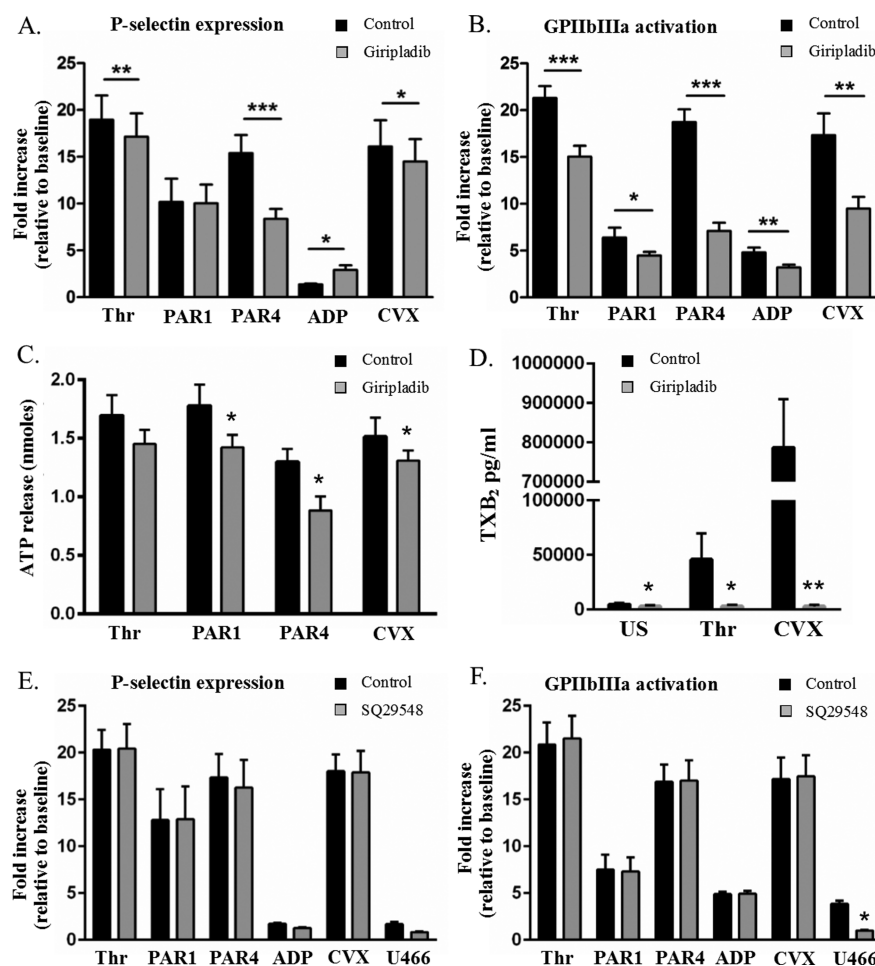 A.
P-selectin expression
Control
Giripladib
Fold increase
(relative to baseline)
25
20
15
10
5
0
**
***
*
*
Thr PAR1 PAR4 ADP CVX
B.
GPIIbIIIa activation
Control
Giripladib
Fold increase
(relative to baseline)
25
20
15
10
5
0
***
*
***
**
**
Thr PAR1 PAR4 ADP CVX
C.
Control
Giripladib
ATP release (nmoles)
2.0
1.5
1.0
0.5
0.0
*
*
*
Thr PAR1 PAR4 CVX
D.
Control
Giripladib
TXB₂ pg/ml
1000000
900000
800000
700000
100000
50000
0
*
*
**
US Thr CVX
E.
P-selectin expression
Control
SQ29548
Fold increase
(relative to baseline)
25
20
15
10
5
0
Thr PAR1 PAR4 ADP CVX U466
F.
GPIIbIIIa activation
Control
SQ29548
Fold increase
(relative to baseline)
25
20
15
10
5
0
*
Thr PAR1 PAR4 ADP CVX U466